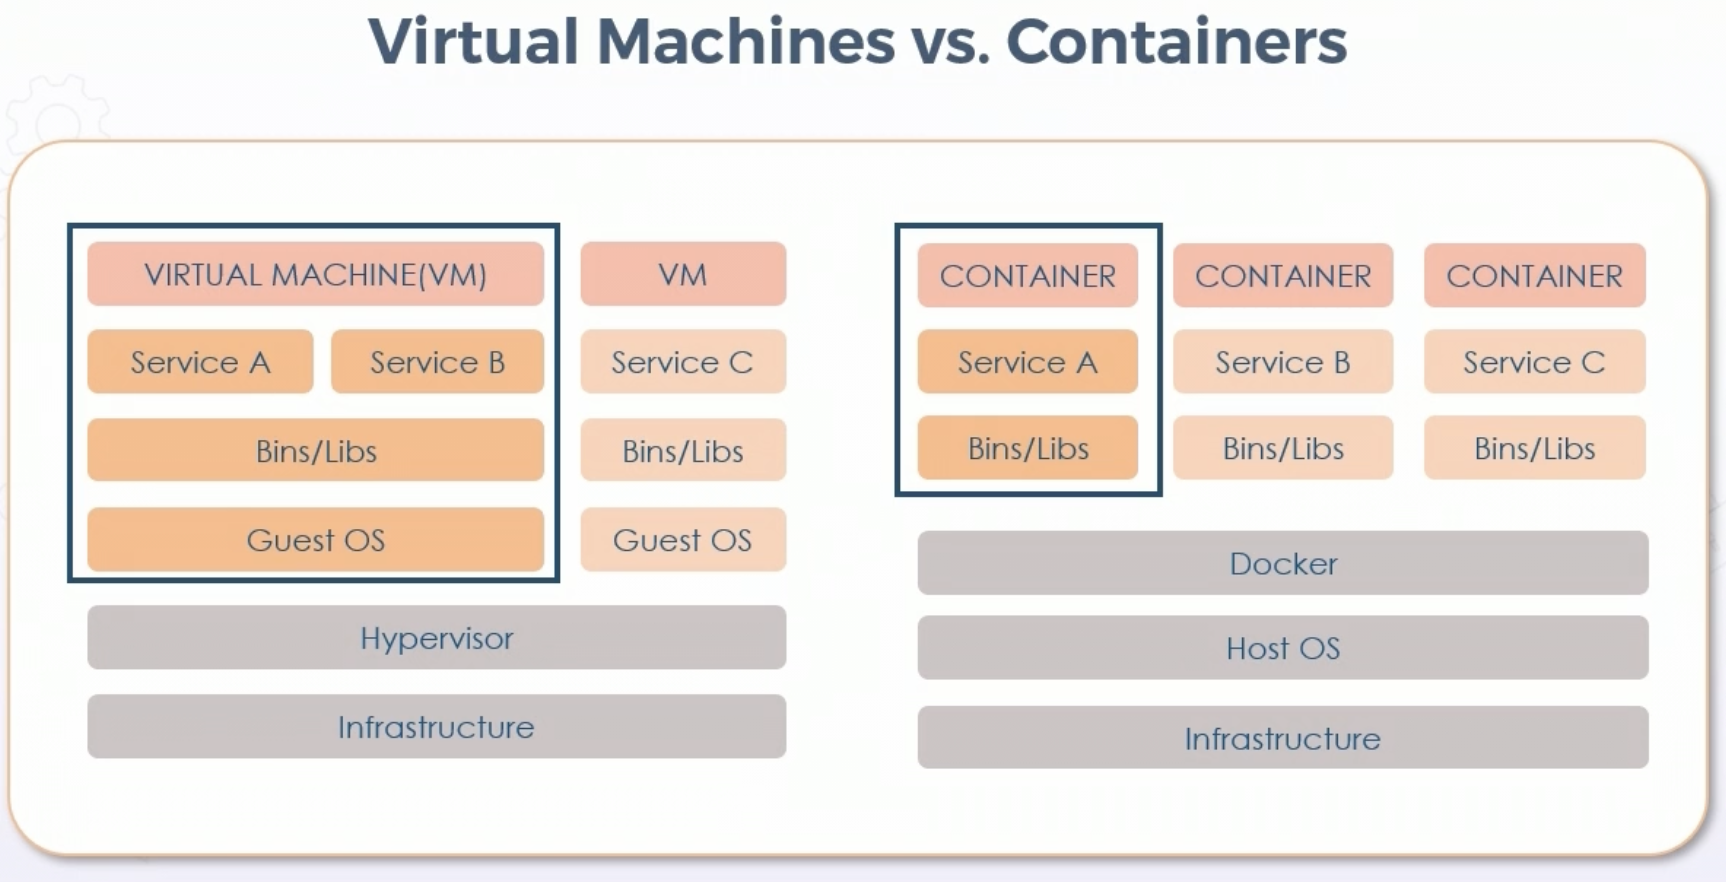 Virtual Machines vs. Containers
VIRTUAL MACHINE(VM)
Service A
Service B
Bins/Libs
Guest OS
VM
Service C
Bins/Libs
Guest OS
Hypervisor
Infrastructure
CONTAINER
Service A
Bins/Libs
CONTAINER
Service B
Bins/Libs
CONTAINER
Service C
Bins/Libs
Docker
Host OS
Infrastructure